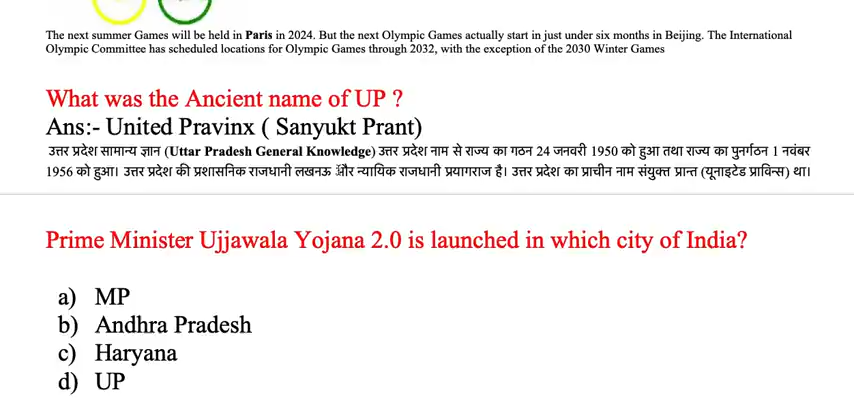 The next summer Games will be held in Paris in 2024. But the next Olympic Games actually start in just under six months in Beijing. The International
Olympic Committee has scheduled locations for Olympic Games through 2032, with the exception of the 2030 Winter Games
What was the Ancient name of UP ?
Ans:- United Pravinx ( Sanyukt Prant)
उत्तर प्रदेश सामान्य ज्ञान (Uttar Pradesh General Knowledge) उत्तर प्रदेश नाम से राज्य का गठन 24 जनवरी 1950 को हुआ तथा राज्य का पुनर्गठन 1 नवंबर
1956 को हुआ। उत्तर प्रदेश की प्रशासनिक राजधानी लखनऊ और न्यायिक राजधानी प्रयागराज है। उत्तर प्रदेश का प्राचीन नाम संयुक्त प्रान्त (यूनाइटेड प्राविन्स) था।
Prime Minister Ujjawala Yojana 2.0 is launched in which city of India?
a) MP
b) Andhra Pradesh
c) Haryana
d) UP